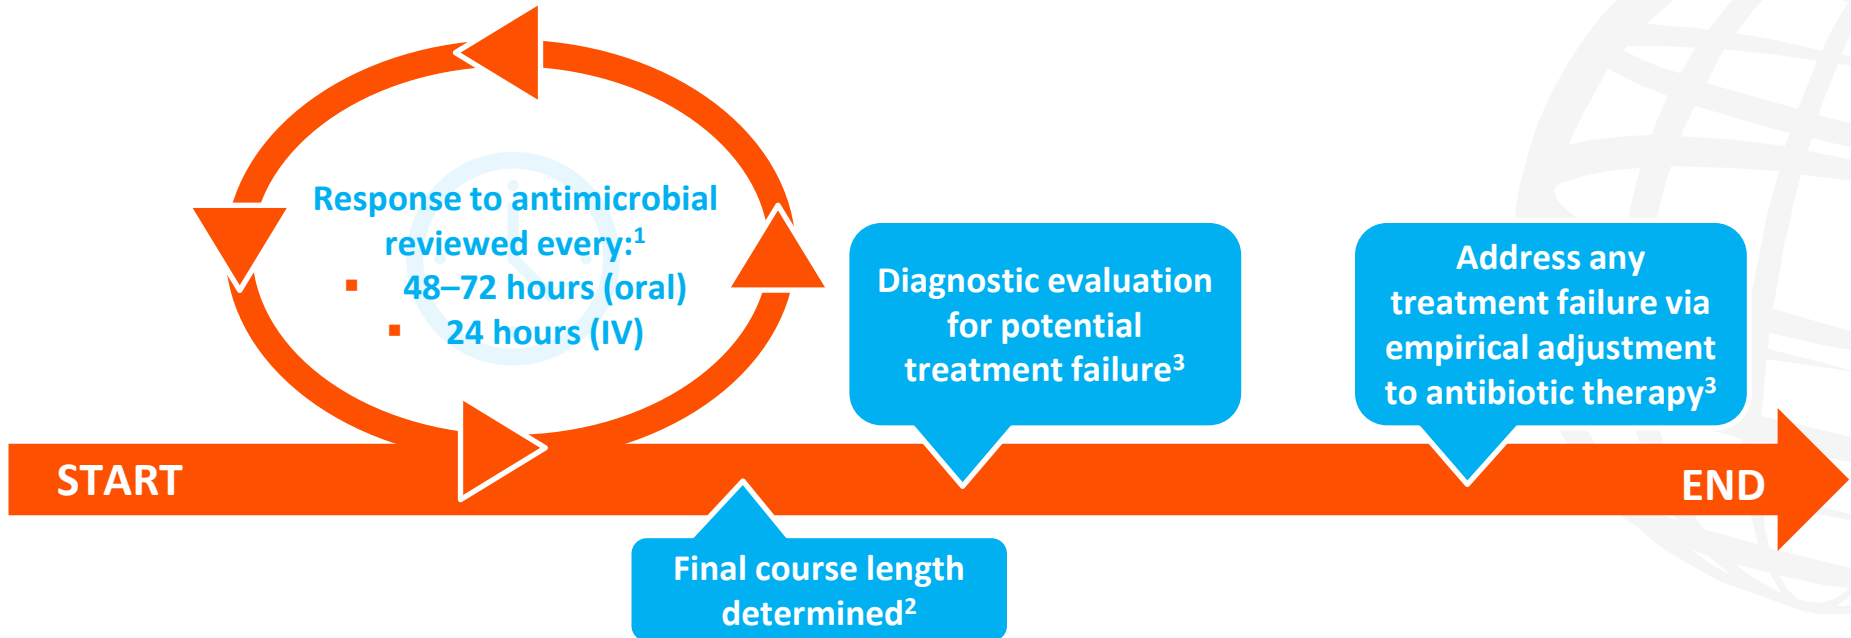 Response to antimicrobial
reviewed every:¹
▪ 48–72 hours (oral)
▪ 24 hours (IV)
Diagnostic evaluation
for potential
treatment failure³
Address any
treatment failure via
empirical adjustment
to antibiotic therapy³
START
END
Final course length
determined²